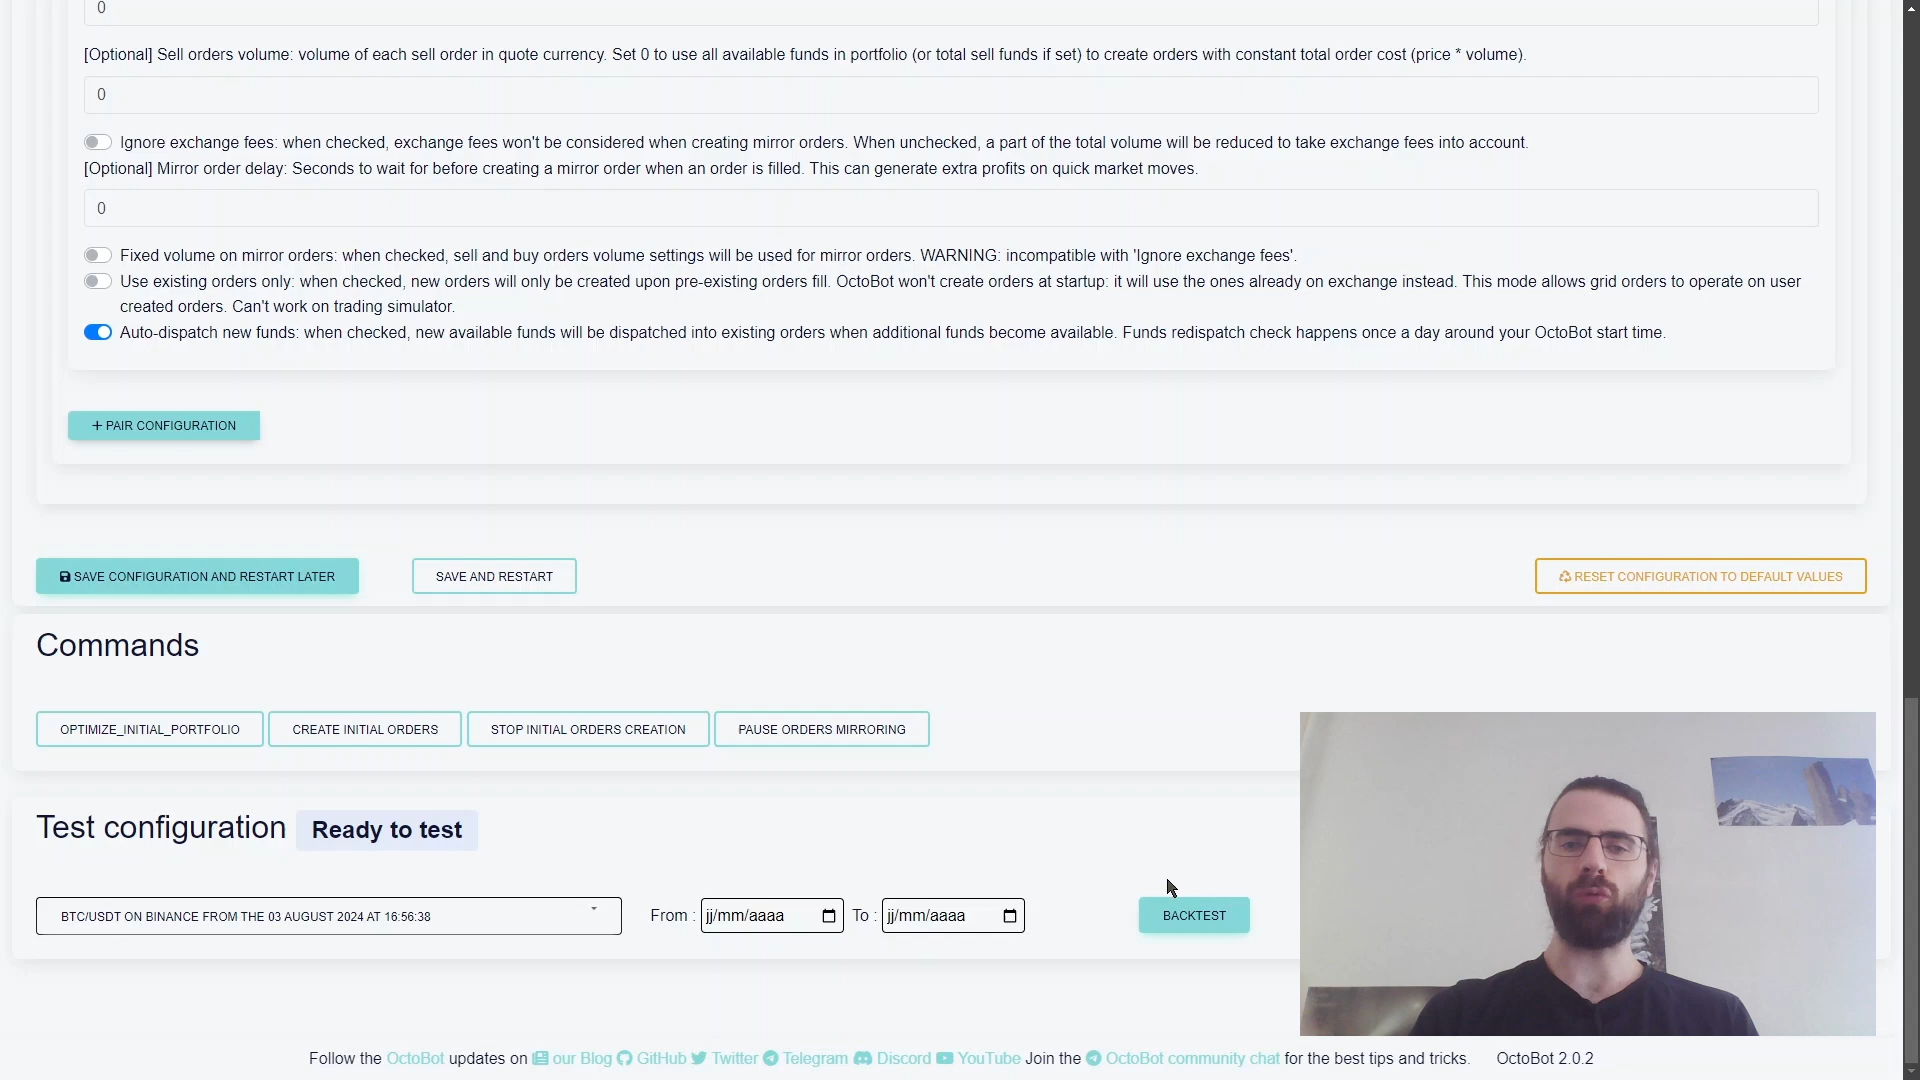 0
[Optional] Sell orders volume: volume of each sell order in quote currency. Set 0 to use all available funds in portfolio (or total sell funds if set) to create orders with constant total order cost (price * volume).
0
Ignore exchange fees: when checked, exchange fees won't be considered when creating mirror orders. When unchecked, a part of the total volume will be reduced to take exchange fees into account.
[Optional] Mirror order delay: Seconds to wait for before creating a mirror order when an order is filled. This can generate extra profits on quick market moves.
0
Fixed volume on mirror orders: when checked, sell and buy orders volume settings will be used for mirror orders. WARNING: incompatible with 'Ignore exchange fees'.
Use existing orders only: when checked, new orders will only be created upon pre-existing orders fill. OctoBot won't create orders at startup: it will use the ones already on exchange instead. This mode allows grid orders to operate on user
created orders. Can't work on trading simulator.
Auto-dispatch new funds: when checked, new available funds will be dispatched into existing orders when additional funds become available. Funds redispatch check happens once a day around your OctoBot start time.
+ PAIR CONFIGURATION
SAVE CONFIGURATION AND RESTART LATER SAVE AND RESTART RESET CONFIGURATION TO DEFAULT VALUES
Commands
OPTIMIZE_INITIAL_PORTFOLIO CREATE INITIAL ORDERS STOP INITIAL ORDERS CREATION PAUSE ORDERS MIRRORING
Test configuration Ready to test
BTC/USDT ON BINANCE FROM THE 03 AUGUST 2024 AT 16:56:38 From : jj/mm/aaaa To : jj/mm/aaaa BACKTEST
Follow the OctoBot updates on our Blog GitHub Twitter Telegram Discord YouTube Join the OctoBot community chat for the best tips and tricks. OctoBot 2.0.2